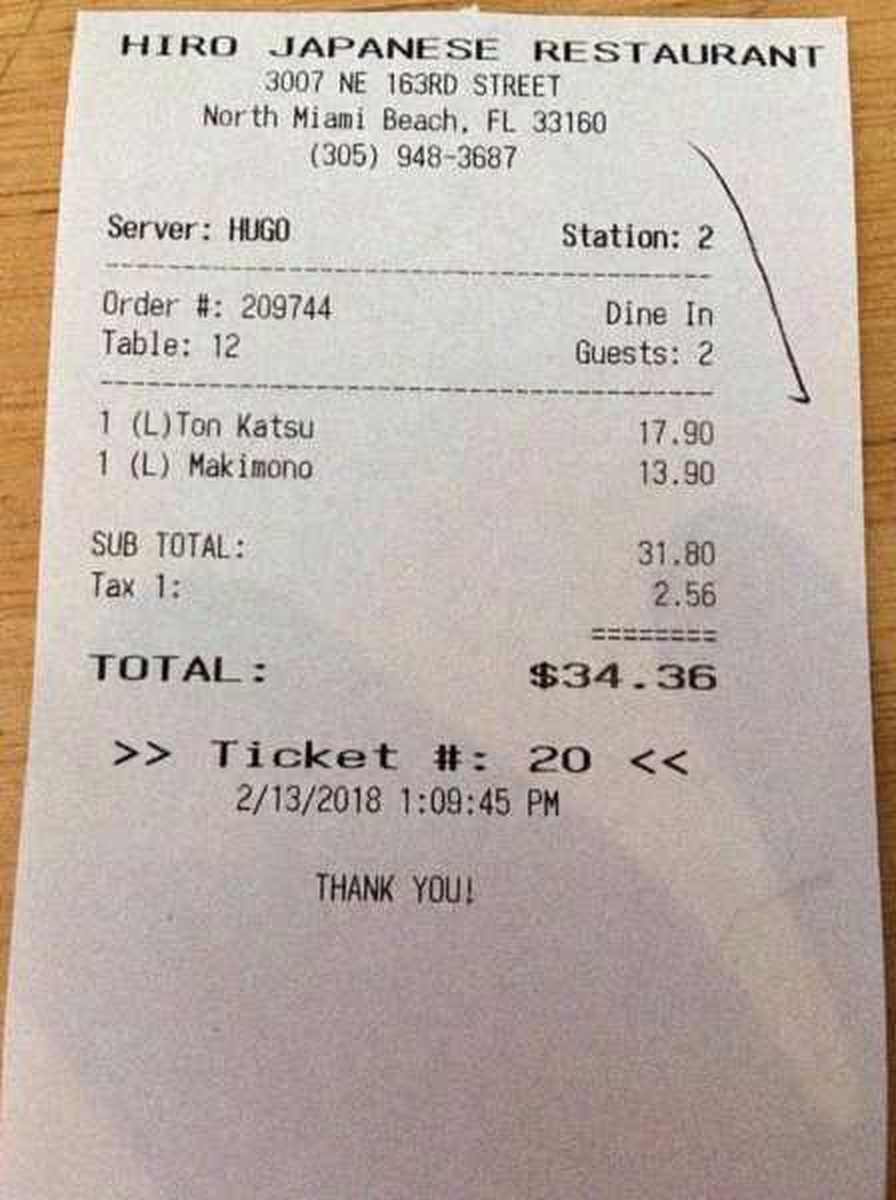 HIRO JAPANESE RESTAURANT
3007 NE 163RD STREET
North Miami Beach, FL 33160
(305) 948-3687
Server: HUGO Station: 2
Order #: 209744 Dine In
Table: 12 Guests: 2
1 (L)Ton Katsu 17.90
1 (L) Makimono 13.90
SUB TOTAL: 31.80
Tax 1: 2.56
========
TOTAL: $34.36
>> Ticket #: 20 <<
2/13/2018 1:09:45 PM
THANK YOU!